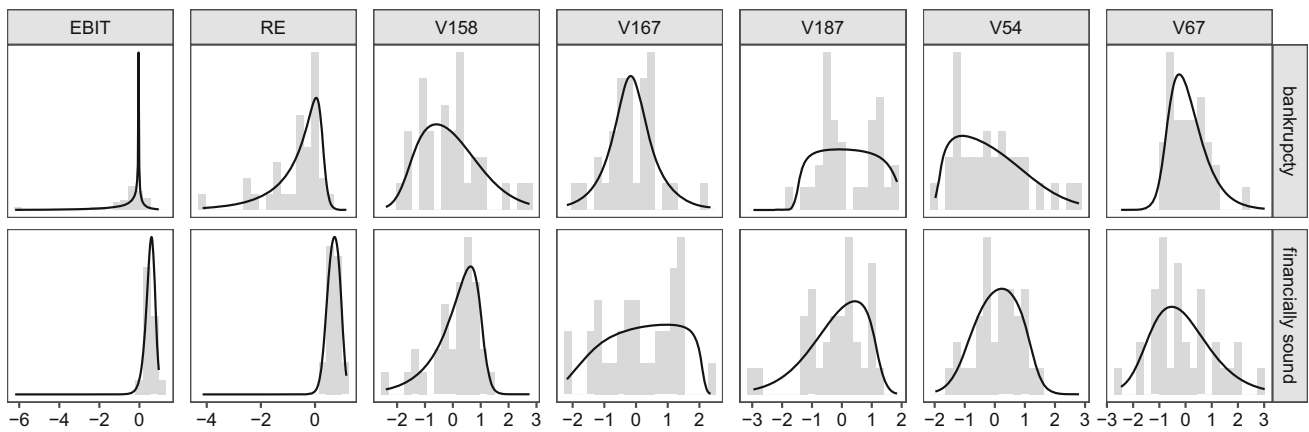 EBIT RE V158 V167 V187 V54 V67
bankrupcty
financially sound
−6 −4 −2 0 −4 −2 0 −2 −1 0 1 2 3 −2 −1 0 1 2 −3 −2 −1 0 1 2 −2 −1 0 1 2 3 −3 −2 −1 0 1 2 3